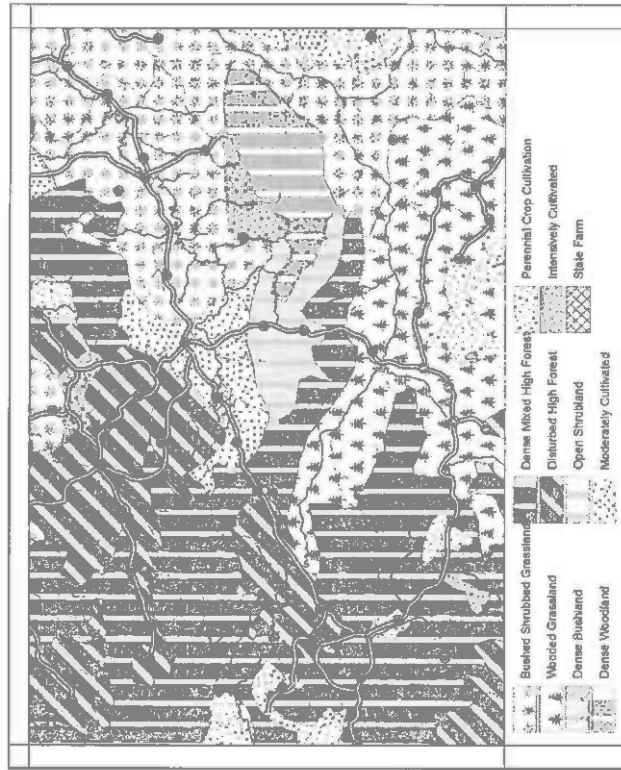 Bushed Shrubbed Grassland
Wooded Grassland
Dense Bushland
Dense Woodland
Dense Mixed High Forest
Disturbed High Forest
Open Shrubland
Moderately Cultivated
Perennial Crop Cultivation
Intensively Cultivated
State Farm